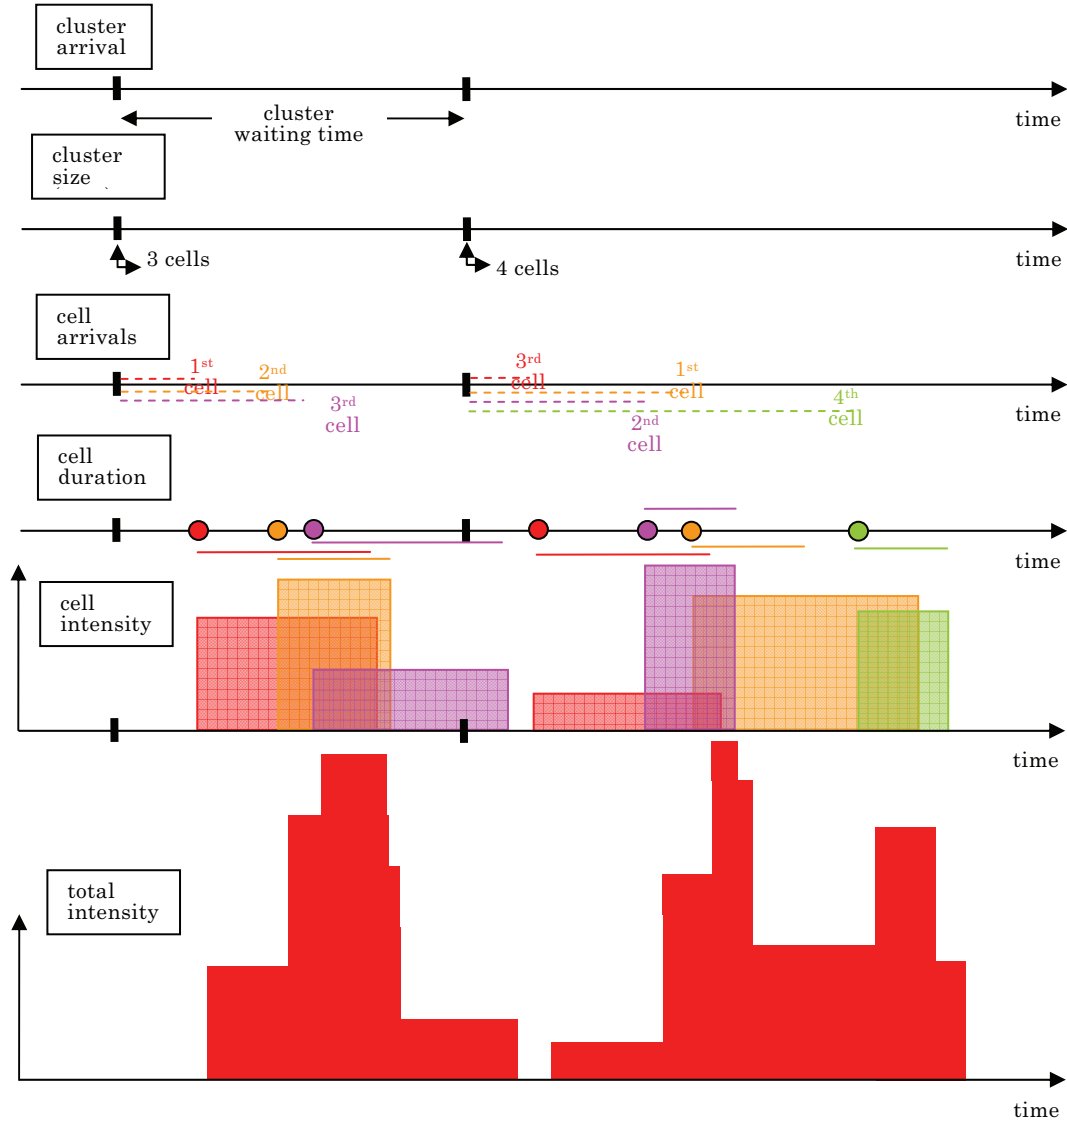 cluster
arrival
cluster
waiting time
time
cluster
size
3 cells
4 cells
time
cell
arrivals
1st
cell
2nd
cell
3rd
cell
3rd
cell
1st
cell
2nd
cell
4th
cell
time
cell
duration
time
cell
intensity
time
total
intensity
time